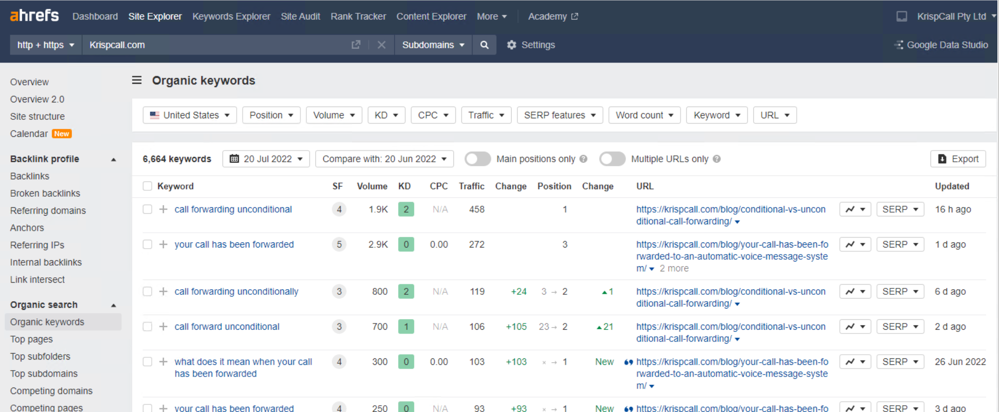 ahrefs Dashboard Site Explorer Keywords Explorer Site Audit Rank Tracker Content Explorer More Academy KrispCall Pty Ltd
http + https Krispcall.com Subdomains Settings Google Data Studio
Overview
Overview 2.0
Site structure
Calendar New
Backlink profile
Backlinks
Broken backlinks
Referring domains
Anchors
Referring IPs
Internal backlinks
Link intersect
Organic search
Organic keywords
Top pages
Top subfolders
Top subdomains
Competing domains
Competing pages
Organic keywords
United States Position Volume KD CPC Traffic SERP features Word count Keyword URL
6,664 keywords 20 Jul 2022 Compare with: 20 Jun 2022 Main positions only ? Multiple URLs only ? Export
Keyword SF Volume KD CPC Traffic Change Position Change URL Updated
call forwarding unconditional 4 1.9K 2 N/A 458 1 https://krispcall.com/blog/conditional-vs-uncon SERP 16 h ago
ditional-call-forwarding/
your call has been forwarded 5 2.9K 0 0.00 272 3 https://krispcall.com/blog/your-call-has-been-fo SERP 1 d ago
rwarded-to-an-automatic-voice-message-syste
m/ 2 more
call forwarding unconditionally 3 800 2 N/A 119 +24 3 → 2 ▲1 https://krispcall.com/blog/conditional-vs-uncon SERP 6 d ago
ditional-call-forwarding/
call forward unconditional 3 700 1 N/A 106 +105 23 → 2 ▲21 https://krispcall.com/blog/conditional-vs-uncon SERP 2 d ago
ditional-call-forwarding/
what does it mean when your call 4 300 0 0.00 103 +103 × → 1 New https://krispcall.com/blog/your-call-has-been-fo SERP 26 Jun 2022
has been forwarded rwarded-to-an-automatic-voice-message-syste
m/
your call has been forwarded 4 250 0 N/A 93 +93 × → 1 New https://krispcall.com/blog/your-call-has-been-fo SERP 3 d ago